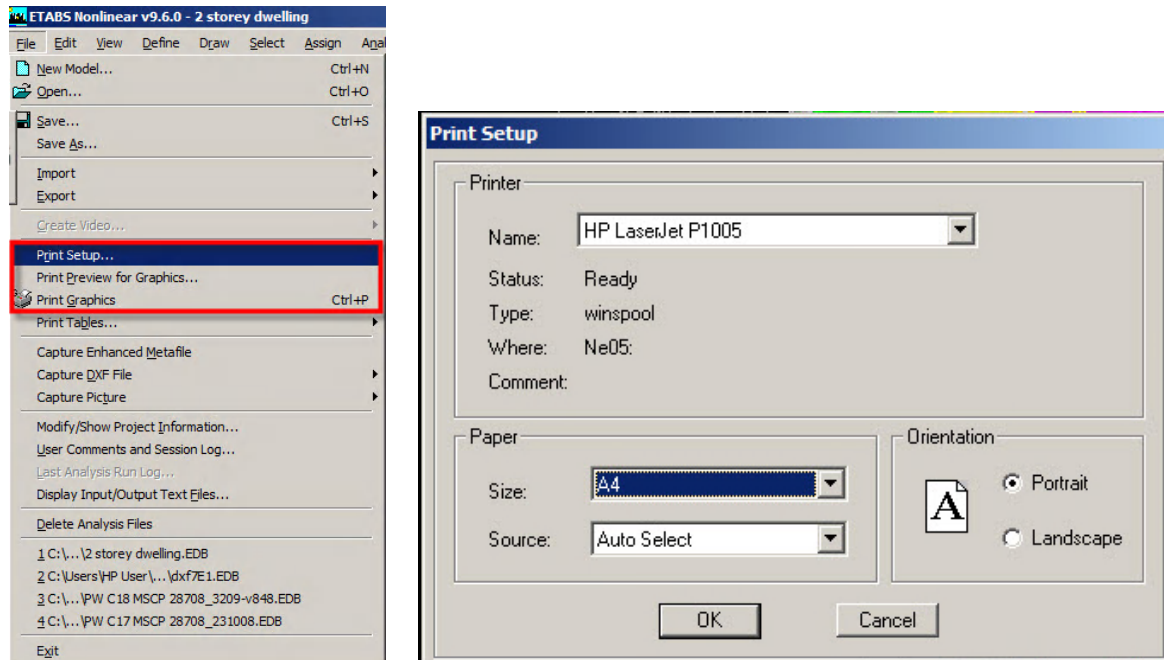 ETABS Nonlinear v9.6.0 - 2 storey dwelling
File Edit View Define Draw Select Assign Anal
New Model... Ctrl+N
Open... Ctrl+O
Save... Ctrl+S
Save As...
Import
Export
Create Video...
Print Setup...
Print Preview for Graphics...
Print Graphics Ctrl+P
Print Tables...
Capture Enhanced Metafile
Capture DXF File
Capture Picture
Modify/Show Project Information...
User Comments and Session Log...
Last Analysis Run Log...
Display Input/Output Text Files...
Delete Analysis Files
1 C:\...\2 storey dwelling.EDB
2 C:\Users\HP User\...\dxf7E1.EDB
3 C:\...\PW C18 MSCP 28708_3209-v848.EDB
4 C:\...\PW C17 MSCP 28708_231008.EDB
Exit
Print Setup
Printer
Name: HP LaserJet P1005
Status: Ready
Type: winspool
Where: Ne05:
Comment:
Paper
Size: A4
Source: Auto Select
Orientation
A
Portrait
Landscape
OK Cancel